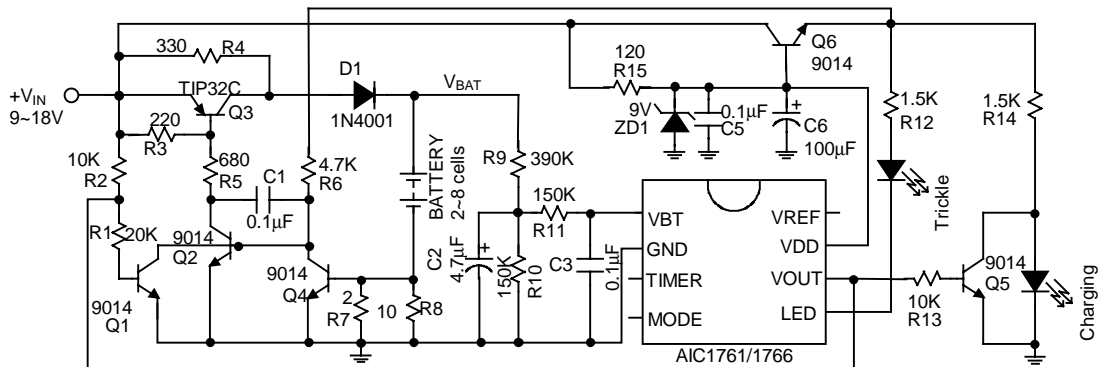 330
R4
TIP32C
Q3
+VIN
9~18V
220
R3
10K
R2
680
R5
R1
20K
C1
0.1μF
9014
Q2
9014
Q1
D1
1N4001
VBAT
4.7K
R6
BATTERY
2~8 cells
9014
Q4
2
R7
10
R8
R9
390K
150K
R11
C2
4.7μF
150K
R10
C3
0.1μF
120
R15
9V
ZD1
0.1μF
C5
C6
100μF
Q6
9014
1.5K
R12
1.5K
R14
Trickle
VBT
GND
TIMER
MODE
VREF
VDD
VOUT
LED
AIC1761/1766
10K
R13
9014
Q5
Charging